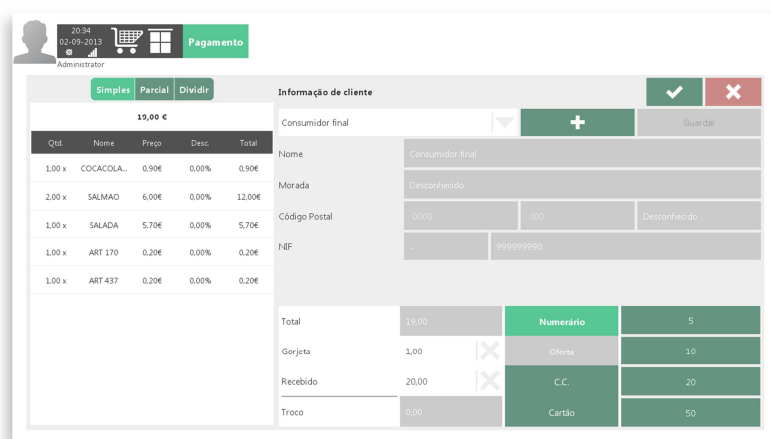 20:34
02-09-2013
Pagamento
Administrator
Simples Parcial Dividir
Informação de cliente
19,00 €
Consumidor final
Guardar
Qtd. Nome Preço Desc. Total
Nome Consumidor final
1,00 x COCACOLA... 0,90€ 0,00% 0,90€
Morada Desconhecido
2,00 x SALMAO 6,00€ 0,00% 12,00€
Código Postal 0000 000 Desconhecido
1,00 x SALADA 5,70€ 0,00% 5,70€
NIF - 999999990
1,00 x ART 170 0,20€ 0,00% 0,20€
1,00 x ART 437 0,20€ 0,00% 0,20€
Total 19,00 Numerário 5
Gorjeta 1,00 Oferta 10
Recebido 20,00 C.C. 20
Troco 0,00 Cartão 50